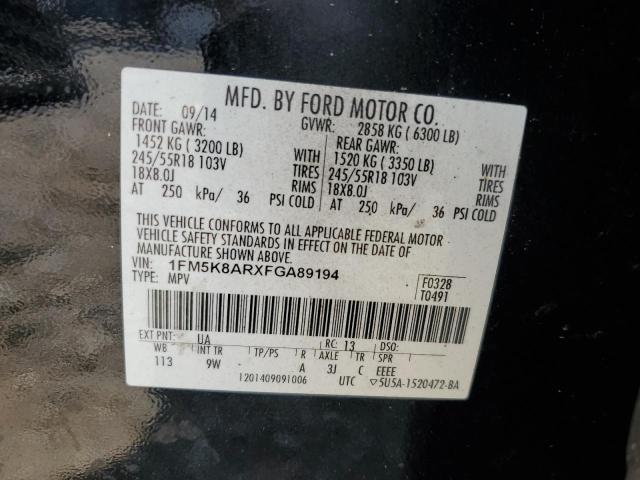 MFD. BY FORD MOTOR CO.
DATE: 09/14 GVWR: 2858 KG ( 6300 LB)
FRONT GAWR: REAR GAWR:
1452 KG ( 3200 LB) WITH 1520 KG ( 3350 LB) WITH
245/55R18 103V TIRES 245/55R18 103V TIRES
18X8.0J RIMS 18X8.0J RIMS
AT 250 kPa/ 36 PSI COLD AT 250 kPa/ 36 PSI COLD
THIS VEHICLE CONFORMS TO ALL APPLICABLE FEDERAL MOTOR
VEHICLE SAFETY STANDARDS IN EFFECT ON THE DATE OF
MANUFACTURE SHOWN ABOVE.
VIN: 1FM5K8ARXFGA89194 F0328
TYPE: MPV T0491
EXT PNT: UA RC: 13 DSO:
WB INT TR TP/PS R AXLE TR SPR
113 9W A 3J C EEEE
1201409091006 UTC ▽5U5A-1520472-BA